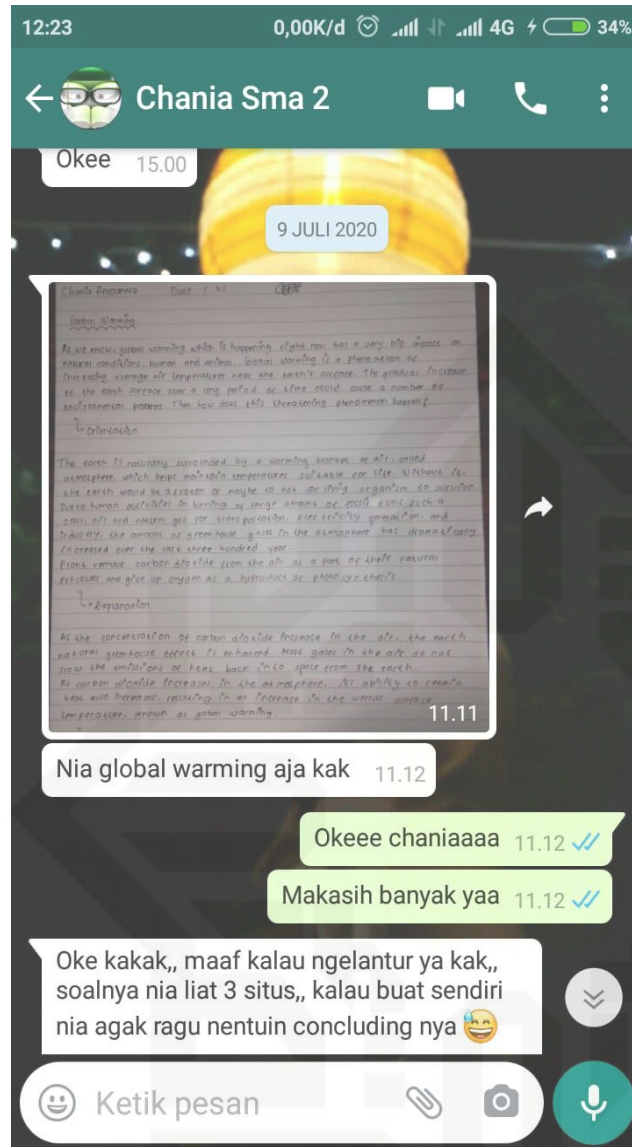 12:23 0,00K/d 4G 34%
Chania Sma 2
Okee 15.00
9 JULI 2020
Global Warming
As we know, global warming which is happening right now has a very big impact on
natural conditions, human and animal. Global warming is a phenomenon of
increasing average air temperatures near the earth's surface. The gradual increase
of the earth surface over a long period of time could cause a number of
environmental Then how does this threatening phenomenon happen?
Orientation
The earth is naturally surrounded by a warming blanket of air, called
atmosphere, which helps maintain temperatures suitable for life. Without it,
the earth would be a frozen or maybe to hot for living organism to survive.
Due to human activities in burning of large amount of fossil fuels such a
coal, oil and natural gas for transportation, electricity generation, and
industry, the amount of greenhouse gases in the atmosphere has dramatically
increased over the last three hundred year.
Plant remove carbon dioxide from the air as a part of their natural
and give up oxygen as a byproduct of photosynthesis.
Explanation
As the concentration of carbon dioxide increase in the air, the earth
natural greenhouse effect is enhanced. Most gases in the air do not
slow the emissions of heat back into space from the earth.
As carbon dioxide increases in the atmosphere, its ability to retain
heat also increases, resulting in an increase in the surface
temperature, known as global warming.
11.11
Nia global warming aja kak 11.12
Okeee chaniaaaa 11.12
Makasih banyak yaa 11.12
Oke kakak,, maaf kalau ngelantur ya kak,,
soalnya nia liat 3 situs,, kalau buat sendiri
nia agak ragu nentuin concluding nya
Ketik pesan